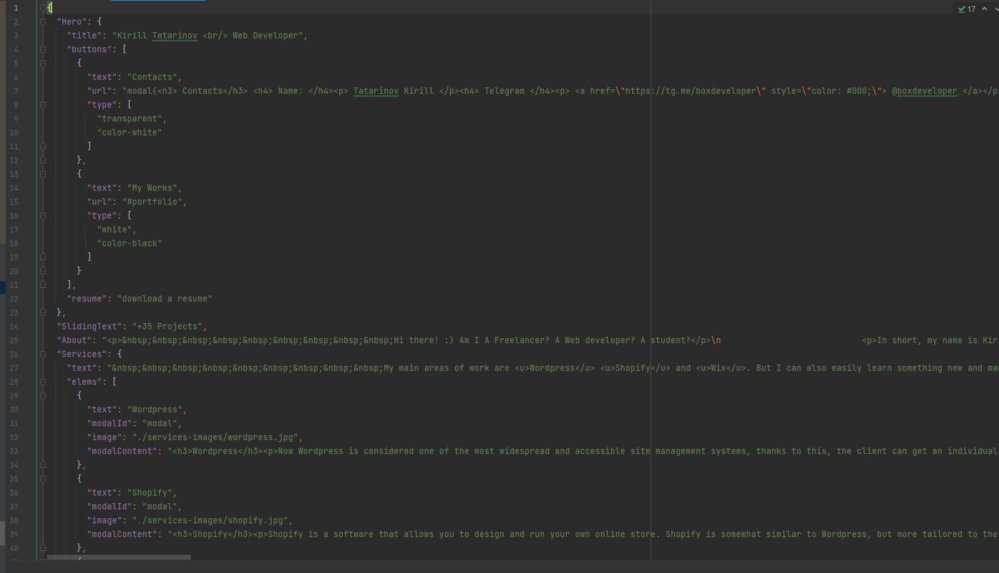 1 {
2 "Hero": {
3 "title": "Kirill Tatarinov <br/> Web Developer",
4 "buttons": [
5 {
6 "text": "Contacts",
7 "url": "modal(<h3> Contacts</h3> <h4> Name: </h4><p> Tatarinov Kirill </p><h4> Telegram </h4><p> <a href=\"https://tg.me/boxdeveloper\" style=\"color: #000;\"> @boxdeveloper </a></p
8 "type": [
9 "transparent",
10 "color-white"
11 ]
12 },
13 {
14 "text": "My Works",
15 "url": "#portfolio",
16 "type": [
17 "white",
18 "color-black"
19 ]
20 }
21 ],
22 "resume": "download a resume"
23 },
24 "SlidingText": "+35 Projects",
25 "About": "<p>&nbsp;&nbsp;&nbsp;&nbsp;&nbsp;&nbsp;&nbsp;&nbsp;&nbsp;Hi there! :) Am I A Freelancer? A Web developer? A student?</p>\n <p>In short, my name is Kiri
26 "Services": {
27 "text": "&nbsp;&nbsp;&nbsp;&nbsp;&nbsp;&nbsp;&nbsp;&nbsp;&nbsp;My main areas of work are <u>Wordpress</u> <u>Shopify</u> and <u>Wix</u>. But I can also easily learn something new and mak
28 "elems": [
29 {
30 "text": "Wordpress",
31 "modalId": "modal",
32 "image": "./services-images/wordpress.jpg",
33 "modalContent": "<h3>Wordpress</h3><p>Now Wordpress is considered one of the most widespread and accessible site management systems, thanks to this, the client can get an individual
34 },
35 {
36 "text": "Shopify",
37 "modalId": "modal",
38 "image": "./services-images/shopify.jpg",
39 "modalContent": "<h3>Shopify</h3><p>Shopify is a software that allows you to design and run your own online store. Shopify is somewhat similar to Wordpress, but more tailored to the
40 },
17